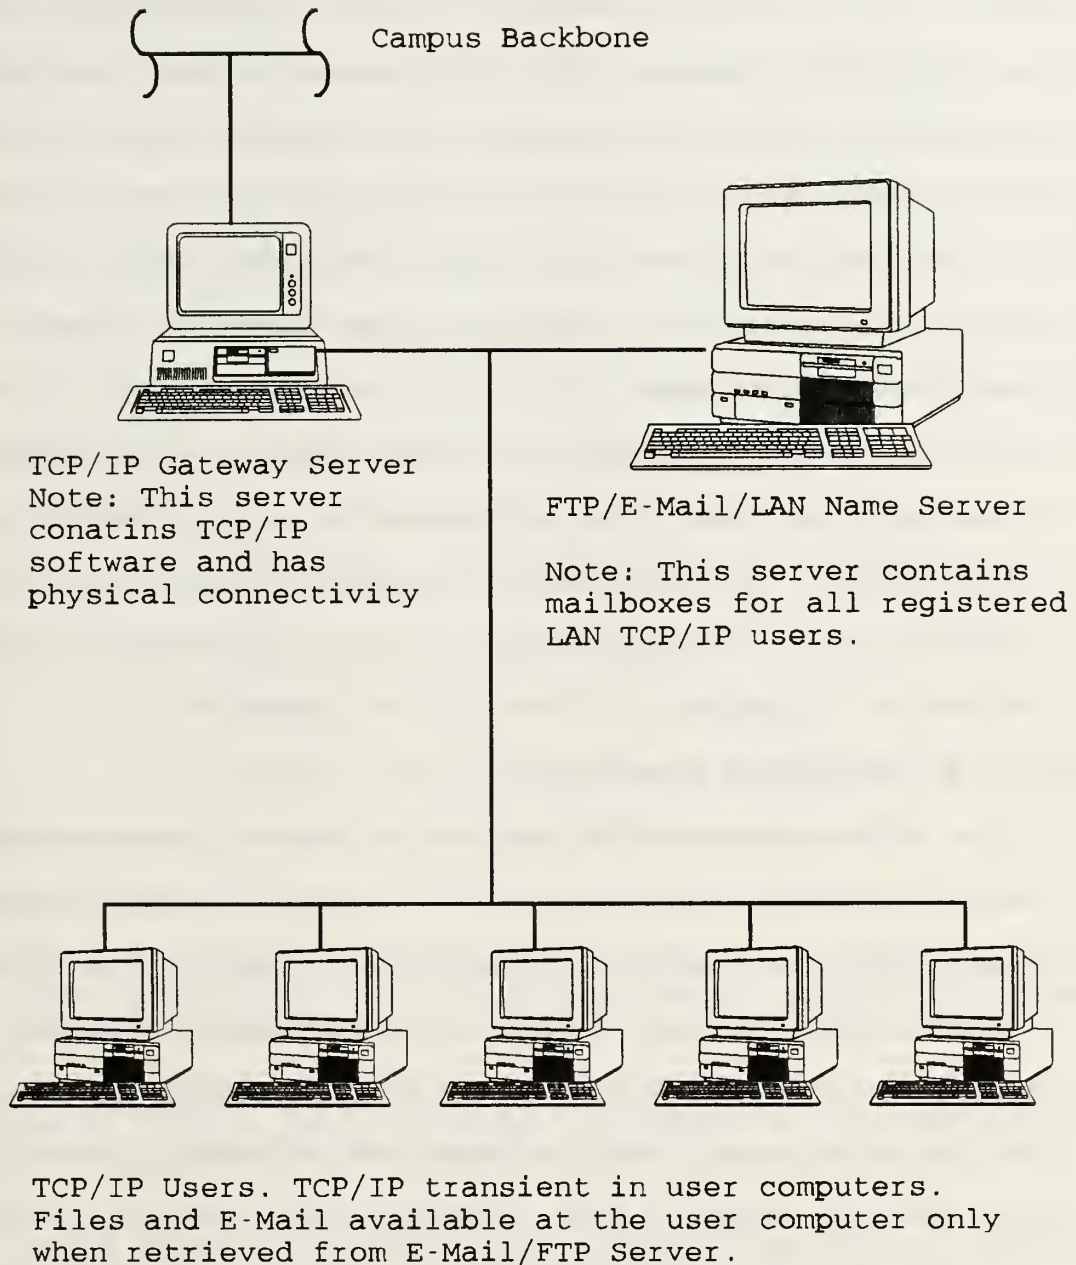 Campus Backbone
TCP/IP Gateway Server
Note: This server
conatins TCP/IP
software and has
physical connectivity
FTP/E-Mail/LAN Name Server
Note: This server contains
mailboxes for all registered
LAN TCP/IP users.
TCP/IP Users. TCP/IP transient in user computers.
Files and E-Mail available at the user computer only
when retrieved from E-Mail/FTP Server.